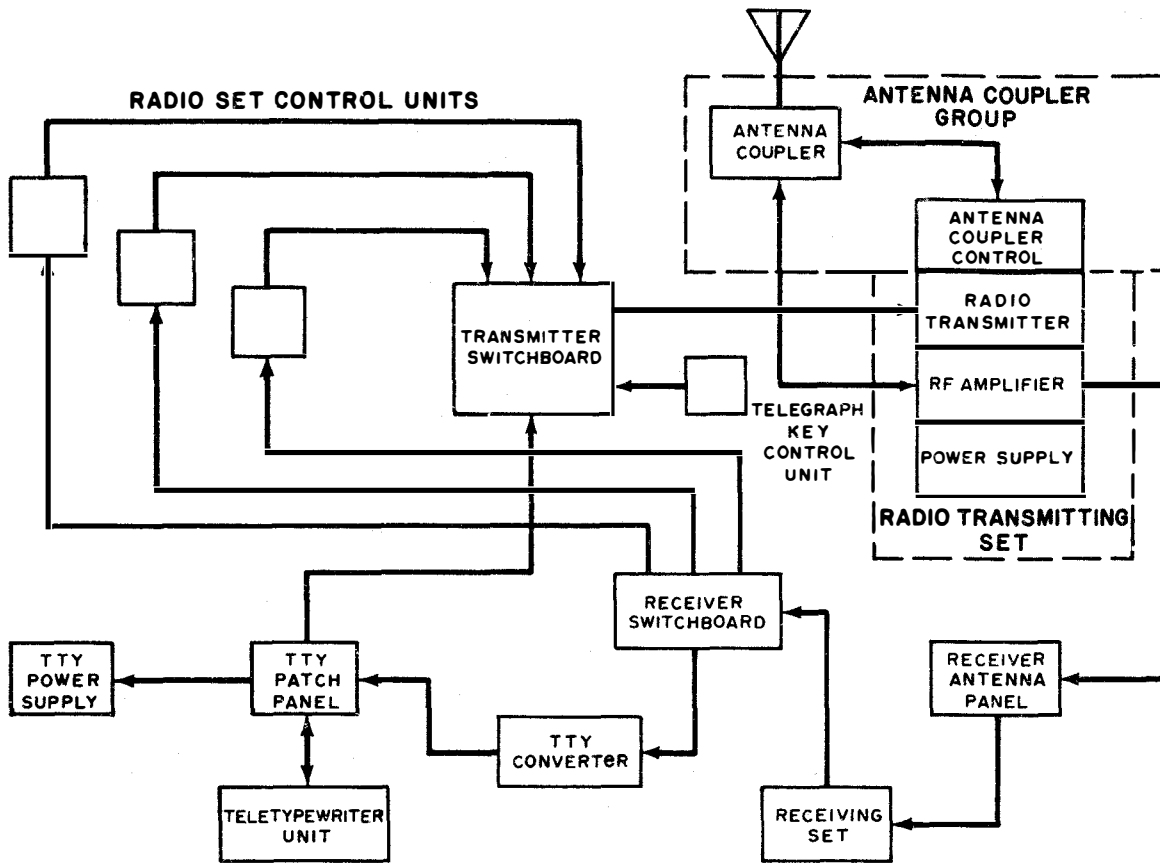 RADIO SET CONTROL UNITS
ANTENNA COUPLER
GROUP
ANTENNA
COUPLER
ANTENNA
COUPLER
CONTROL
RADIO
TRANSMITTER
TRANSMITTER
SWITCHBOARD
RF AMPLIFIER
TELEGRAPH
KEY
CONTROL
UNIT
POWER SUPPLY
RADIO TRANSMITTING
SET
RECEIVER
SWITCHBOARD
TTY
POWER
SUPPLY
TTY
PATCH
PANEL
RECEIVER
ANTENNA
PANEL
TTY
CONVERTeR
TELETYPEWRITER
UNIT
RECEIVING
SET